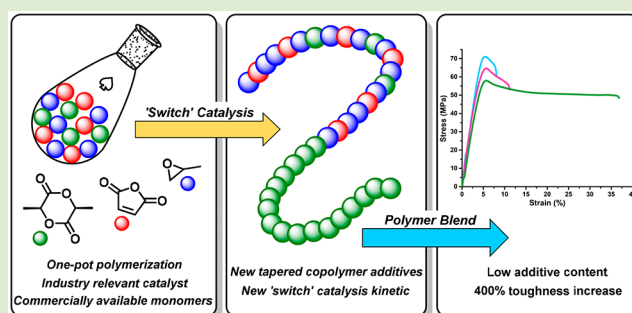 O
O
O
O
O
O
O
O
One-pot polymerization
Industry relevant catalyst
Commercially available monomers
'Switch' Catalysis
Polymer Blend
New tapered copolymer additives
New 'switch' catalysis kinetic
Stress (MPa)
80
70
60
50
40
30
20
10
0
0 5 10 15 20 25 30 35 40
Strain (%)
Low additive content
400% toughness increase